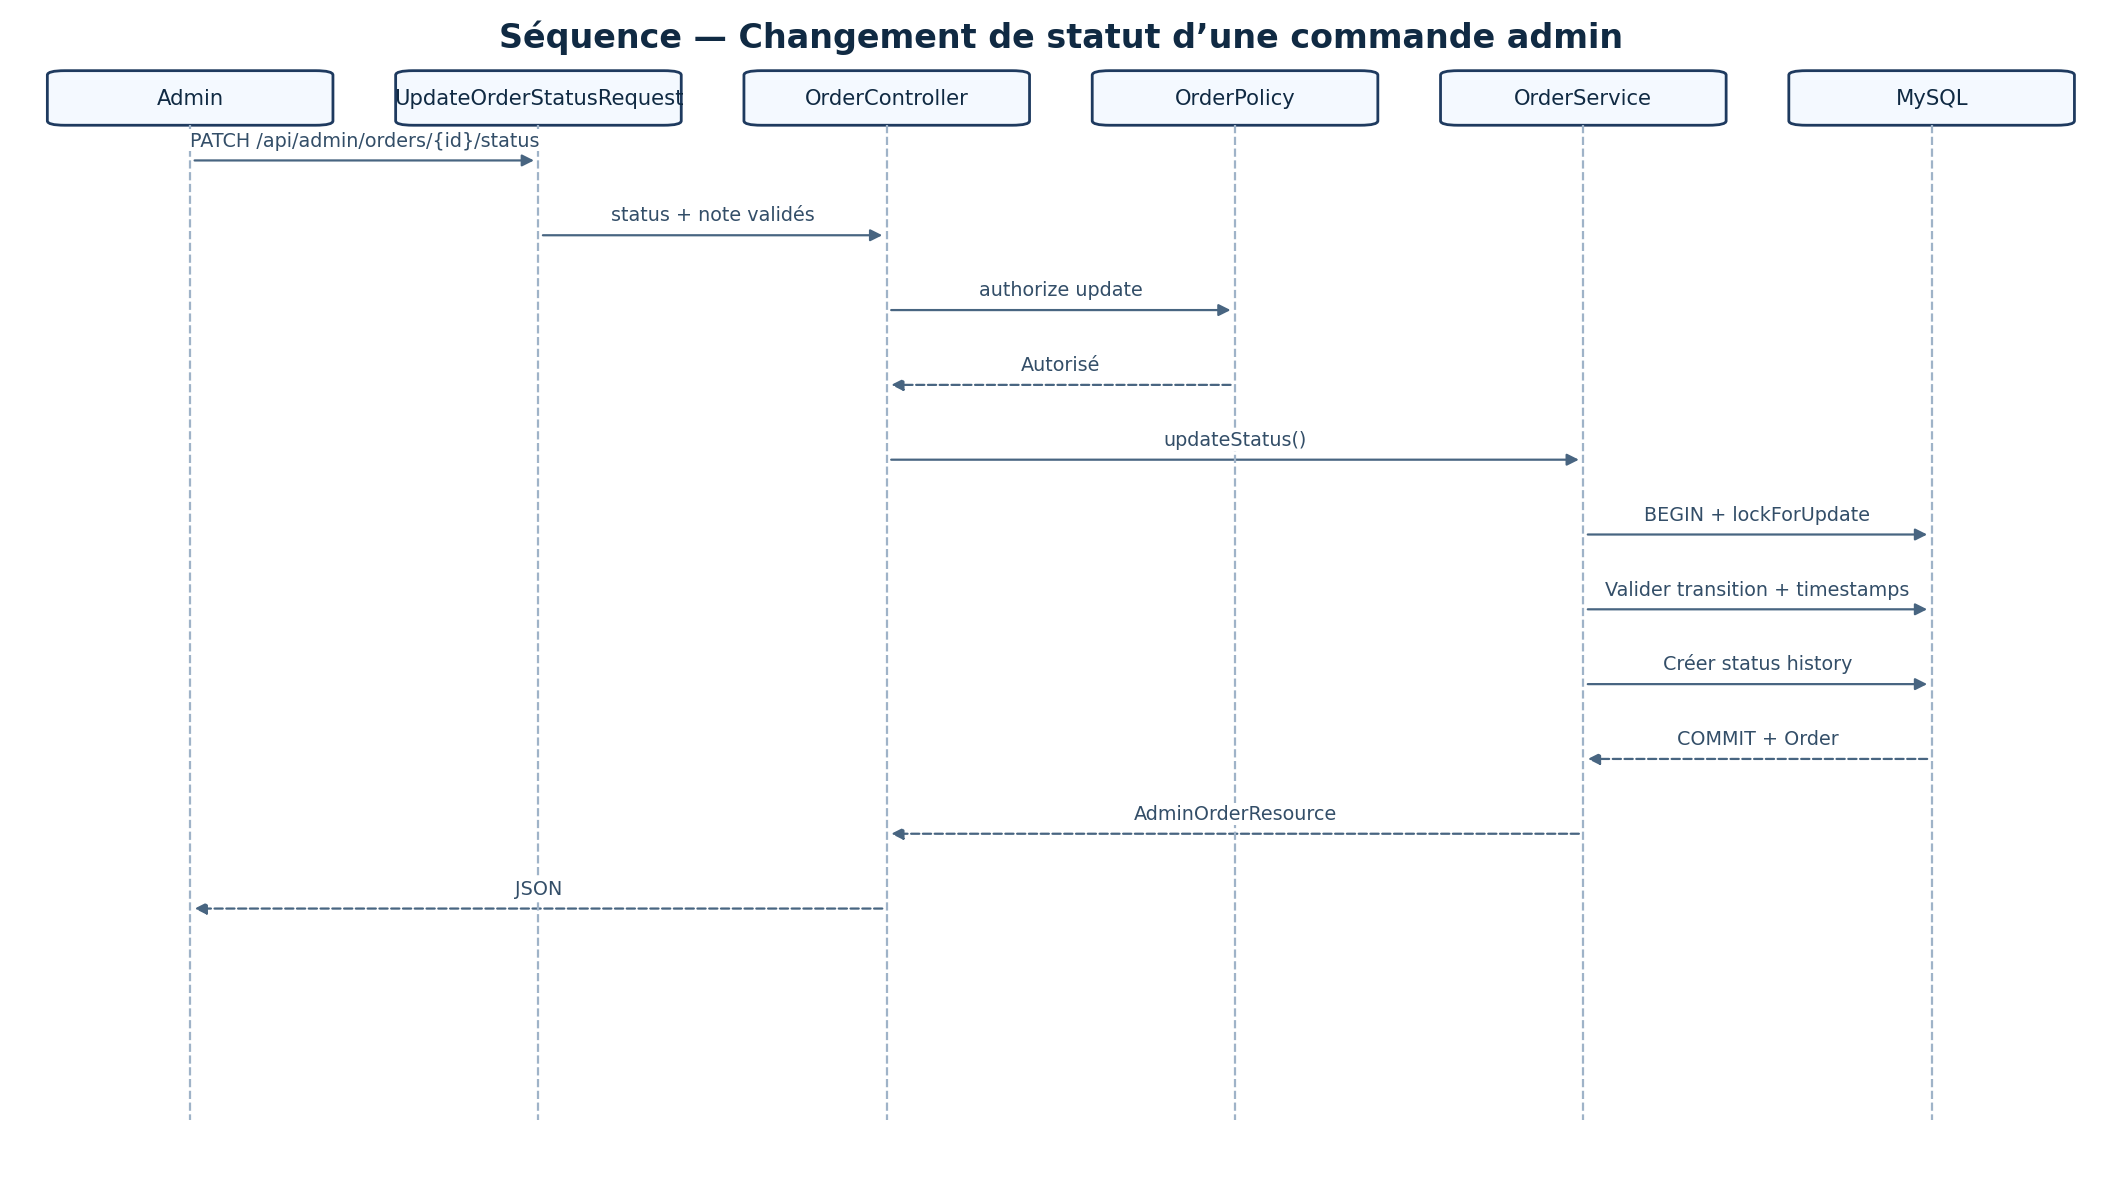 Séquence — Changement de statut d’une commande admin
Admin
UpdateOrderStatusRequest
OrderController
OrderPolicy
OrderService
MySQL
PATCH /api/admin/orders/{id}/status
status + note validés
authorize update
Autorisé
updateStatus()
BEGIN + lockForUpdate
Valider transition + timestamps
Créer status history
COMMIT + Order
AdminOrderResource
JSON